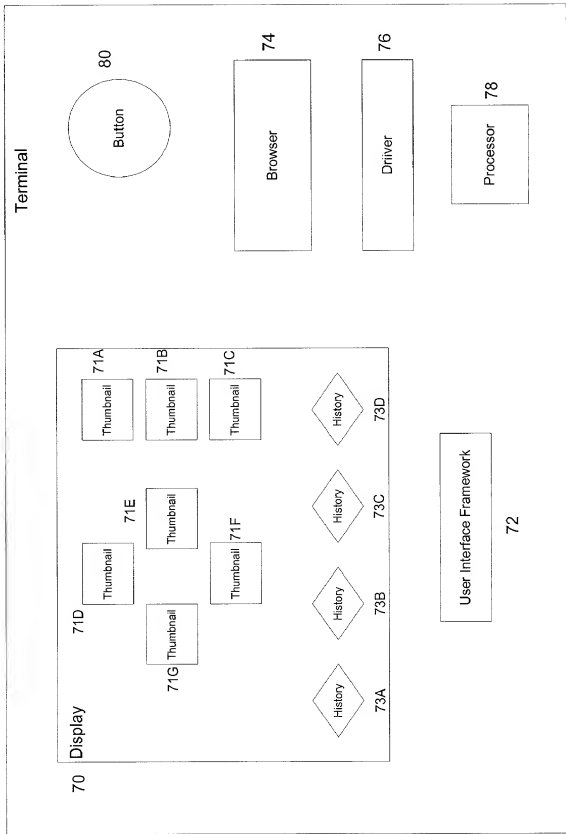 Terminal
70 Display
71D
Thumbnail
Thumbnail
71A
71E
71G
Thumbnail
Thumbnail
Thumbnail
71B
71F
Thumbnail
Thumbnail
71C
History
History
History
History
73A
73B
73C
73D
User Interface Framework
72
Button
80
Browser
74
Driiver
76
Processor
78